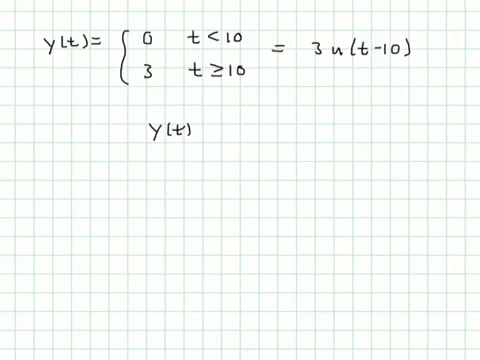 y(t) = { 0 t < 10 = 3 u(t-10)
3 t ≥ 10
y(t)